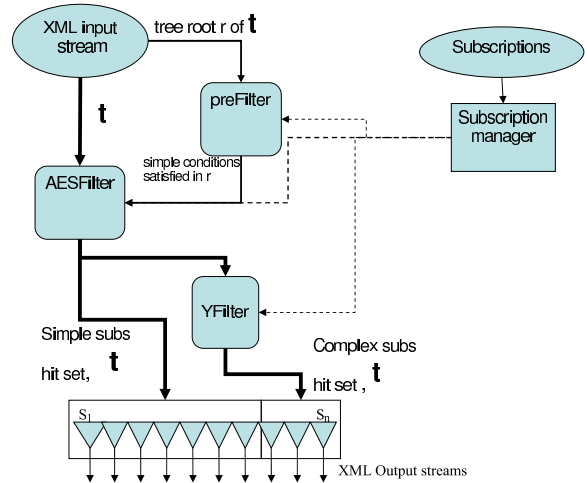 XML input
stream
tree root r of t
Subscriptions
t
preFilter
Subscription
manager
simple conditions
satisfied in r
AESFilter
YFilter
Simple subs
hit set, t
Complex subs
hit set , t
S1
Sn
XML Output streams